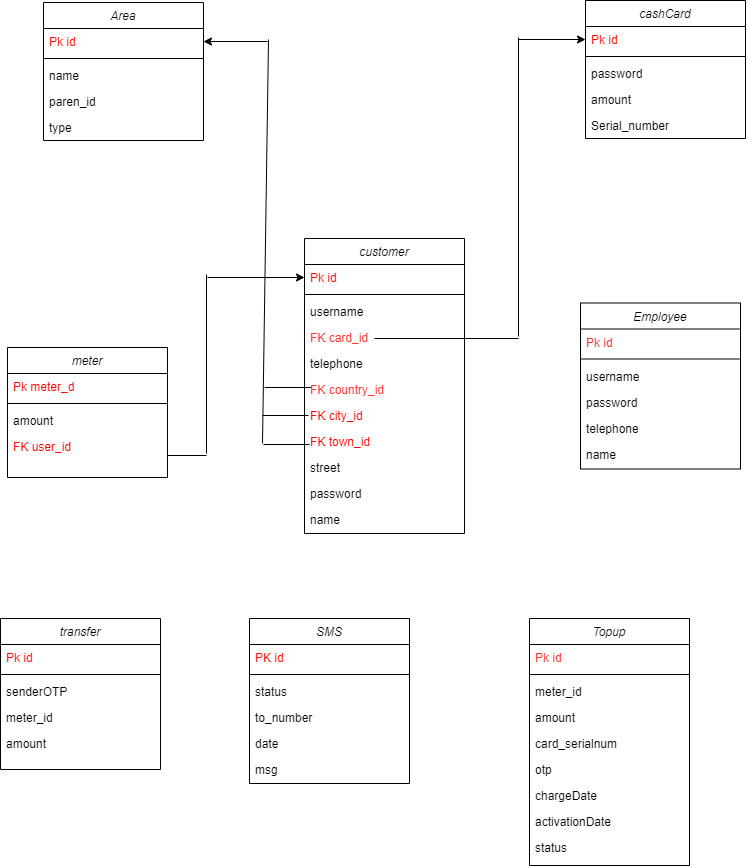 Area
Pk id
name
paren_id
type
cashCard
Pk id
password
amount
Serial_number
customer
Pk id
username
FK card_id
telephone
FK country_id
FK city_id
FK town_id
street
password
name
meter
Pk meter_d
amount
FK user_id
Employee
Pk id
username
password
telephone
name
transfer
Pk id
senderOTP
meter_id
amount
SMS
PK id
status
to_number
date
msg
Topup
Pk id
meter_id
amount
card_serialnum
otp
chargeDate
activationDate
status